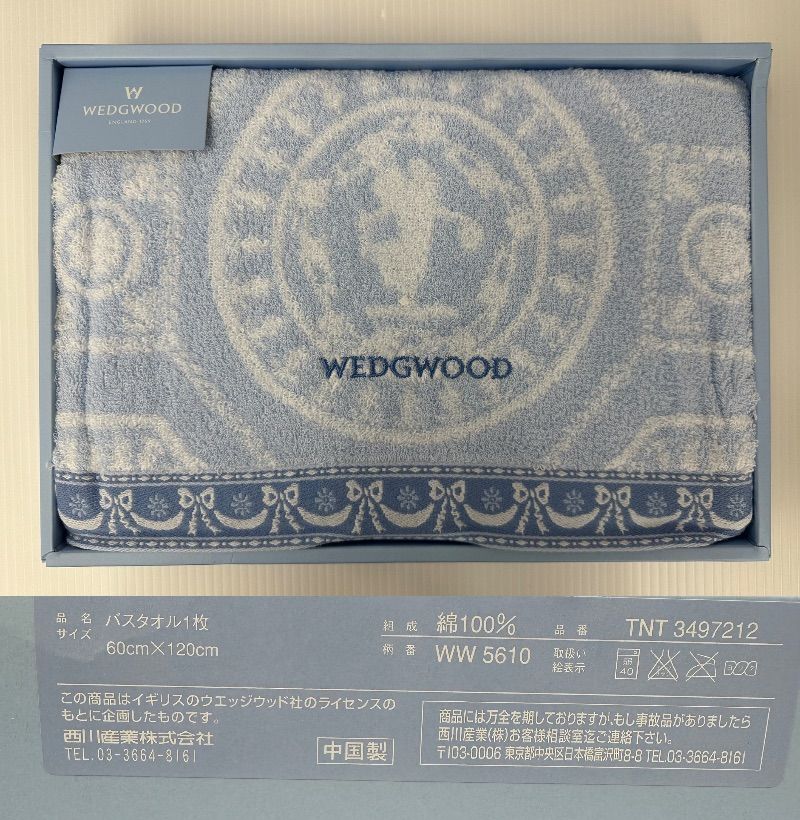 W
WEDGWOOD
ENGLAND 1759
WEDGWOOD
品名 バスタオル1枚
サイズ 60cm×120cm
組成 綿100% 品番 TNT 3497212
柄番 WW 5610 取扱い絵表示 弱40
この商品はイギリスのウエッジウッド社のライセンスの
もとに企画したものです。
西川産業株式会社
TEL.03-3664-8161
中国製
商品には万全を期しておりますが、もし事故品がありましたら
西川産業(株)お客様相談室迄ご連絡下さい。
〒103-0006 東京都中央区日本橋富沢町8-8 TEL.03-3664-8161